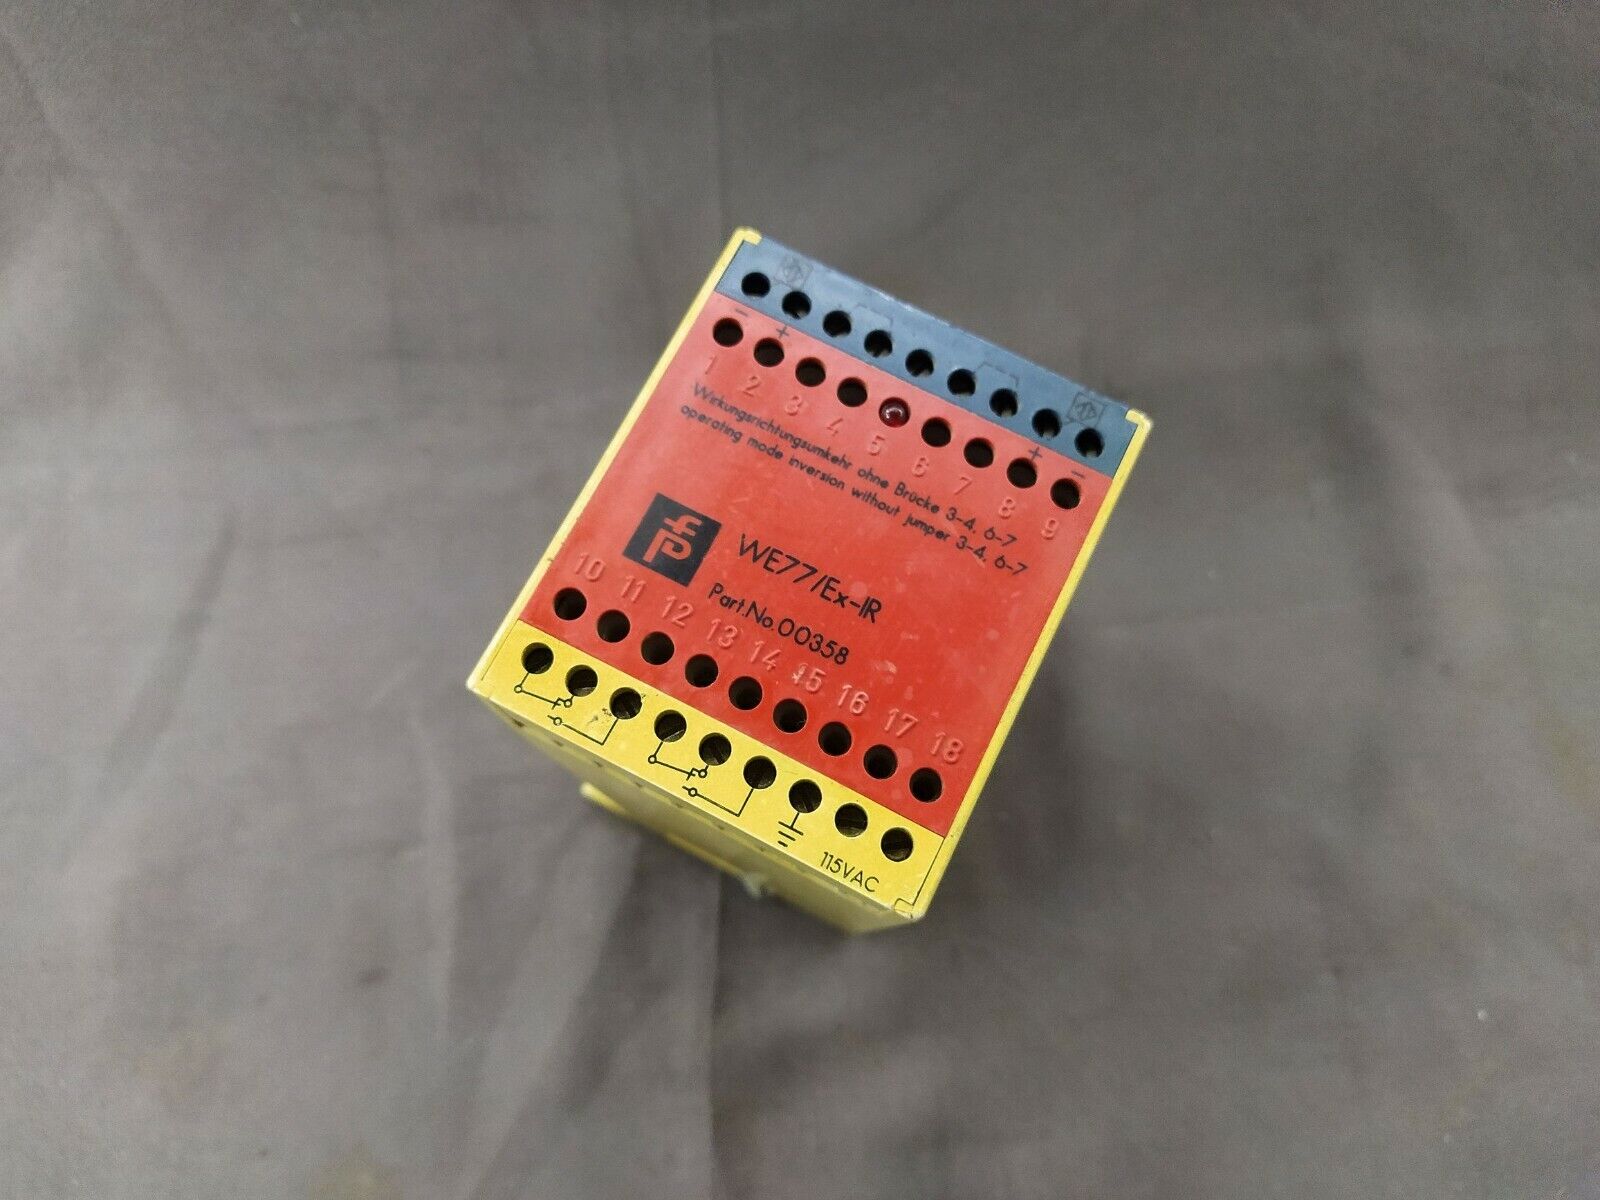 - + + -
1 2 3 4 5 6 7 8 9
Wirkungsrichtungsumkehr ohne Brücke 3-4, 6-7
operating mode inversion without jumper 3-4, 6-7
WE77/Ex-IR
Part.No.00358
10 11 12 13 14 15 16 17 18
115VAC